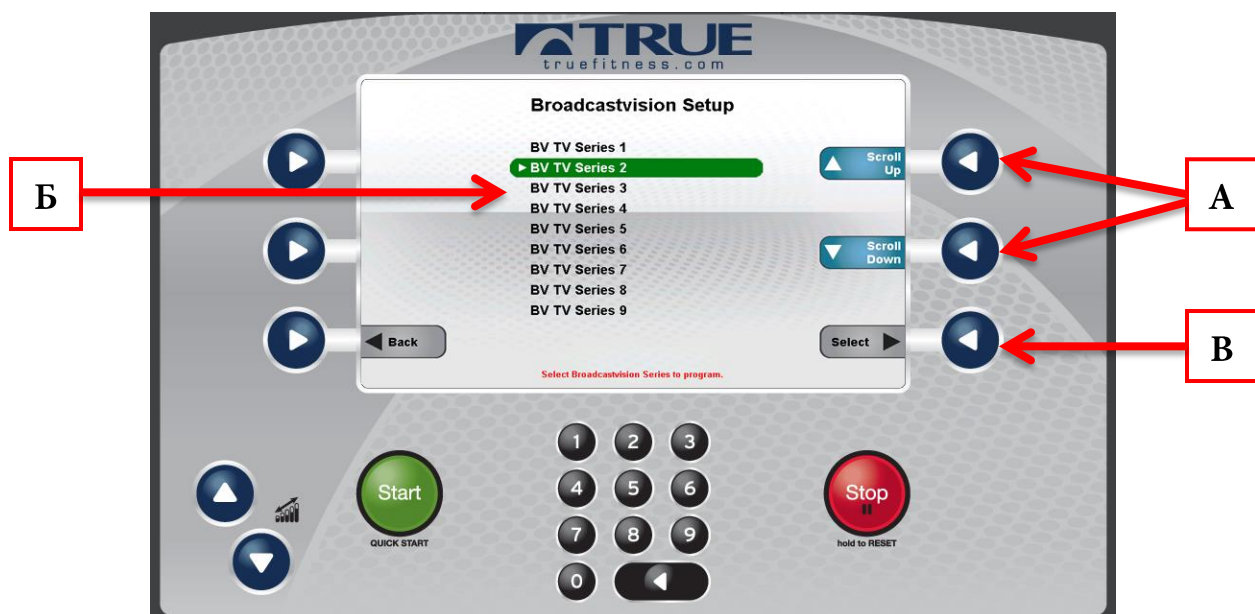 TRUE
truefitness.com
Broadcastvision Setup
BV TV Series 1
BV TV Series 2
BV TV Series 3
BV TV Series 4
BV TV Series 5
BV TV Series 6
BV TV Series 7
BV TV Series 8
BV TV Series 9
Scroll
Up
Scroll
Down
Back
Select
Select Broadcastvision Series to program.
Б
А
В
Start
QUICK START
1 2 3
4 5 6
7 8 9
0
Stop
hold to RESET